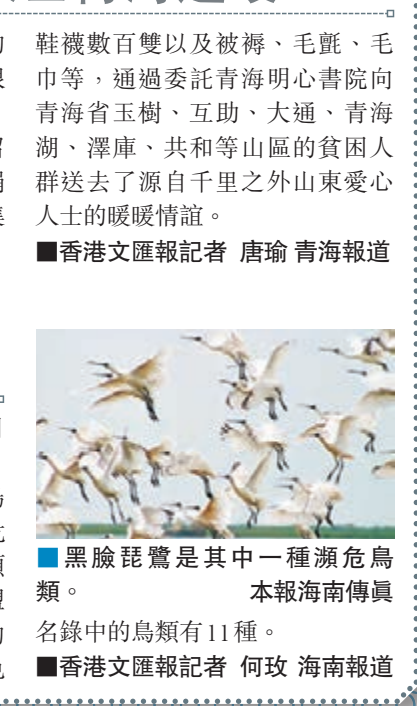 鞋襪數百雙以及被褥、毛氈、毛
巾等，通過委託青海明心書院向
青海省玉樹、互助、大通、青海
湖、澤庫、共和等山區的貧困人
群送去了源自千里之外山東愛心
人士的暖暖情誼。
■香港文匯報記者 唐瑜 青海報道
■黑臉琵鷺是其中一種瀕危鳥
類。 本報海南傳真
名錄中的鳥類有11種。
■香港文匯報記者 何玫 海南報道